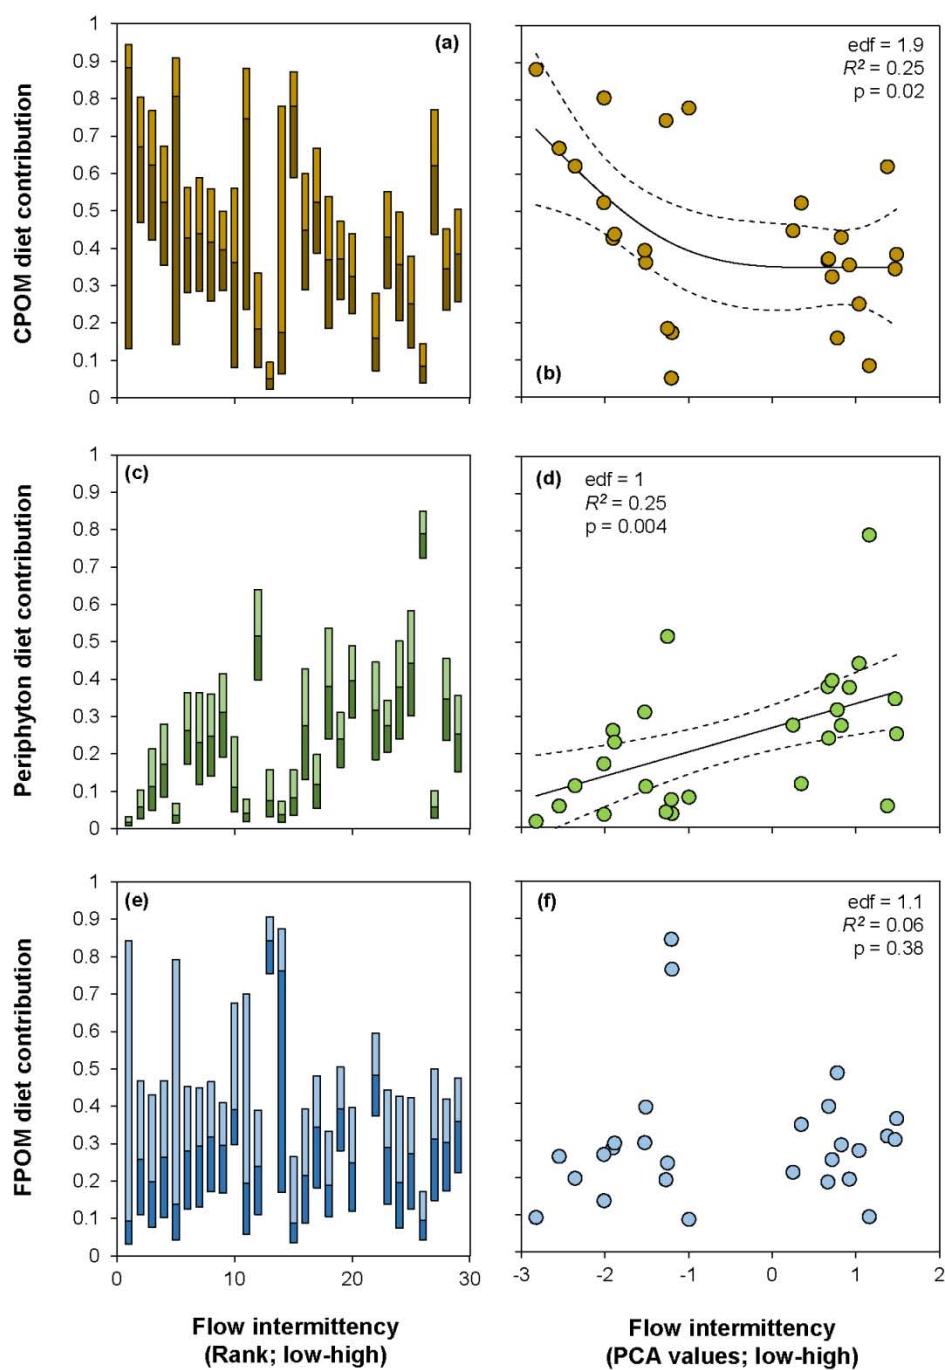 CPOM diet contribution
1
0.9
0.8
0.7
0.6
0.5
0.4
0.3
0.2
0.1
0
(a)
0
10
20
30
edf = 1.9
R² = 0.25
p = 0.02
(b)
Periphyton diet contribution
1
0.9
0.8
0.7
0.6
0.5
0.4
0.3
0.2
0.1
0
(c)
(d)
edf = 1
R² = 0.25
p = 0.004
FPOM diet contribution
1
0.9
0.8
0.7
0.6
0.5
0.4
0.3
0.2
0.1
0
(e)
0
10
20
30
Flow intermittency
(Rank; low-high)
(f)
edf = 1.1
R² = 0.06
p = 0.38
-3
-2
-1
0
1
2
Flow intermittency
(PCA values; low-high)